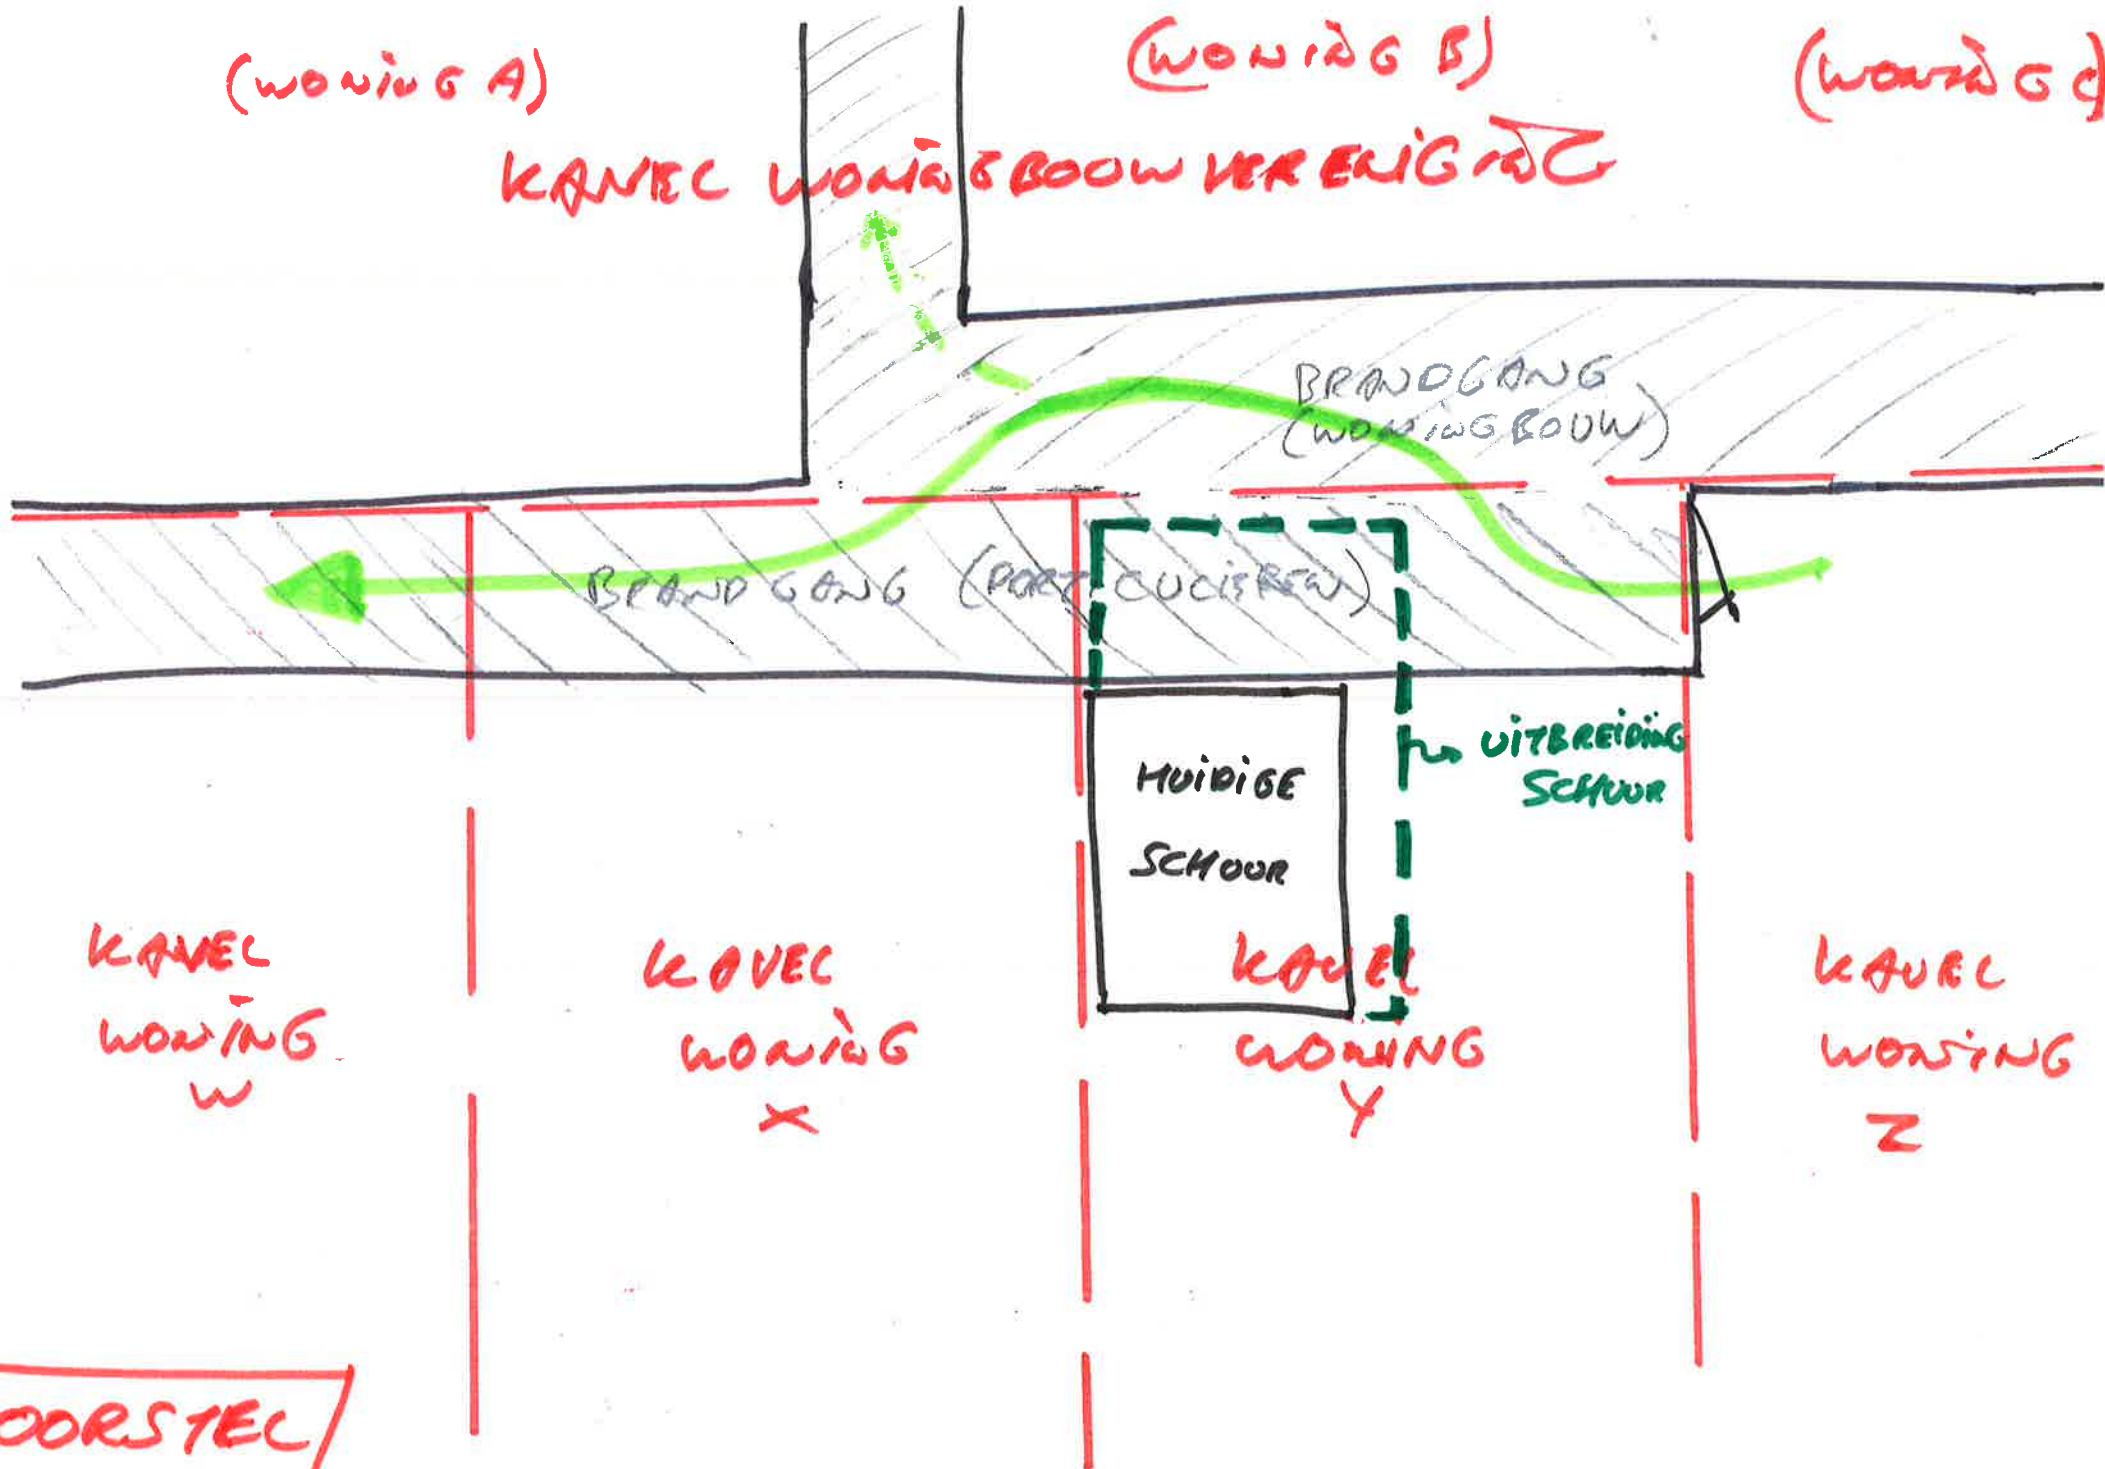 (WONING A)
(WONING B)
(WONING C)
KAVEL WONINGBOUWVERENIGING
BRANDGANG
(WONINGBOUW)
BRANDGANG (PARTICULIEREN)
UITBREIDING
SCHUUR
HUIDIGE
SCHUUR
KAVEL
WONING
W
KAVEL
WONING
X
KAVEL
WONING
Y
KAVEL
WONING
Z
OORSTEL